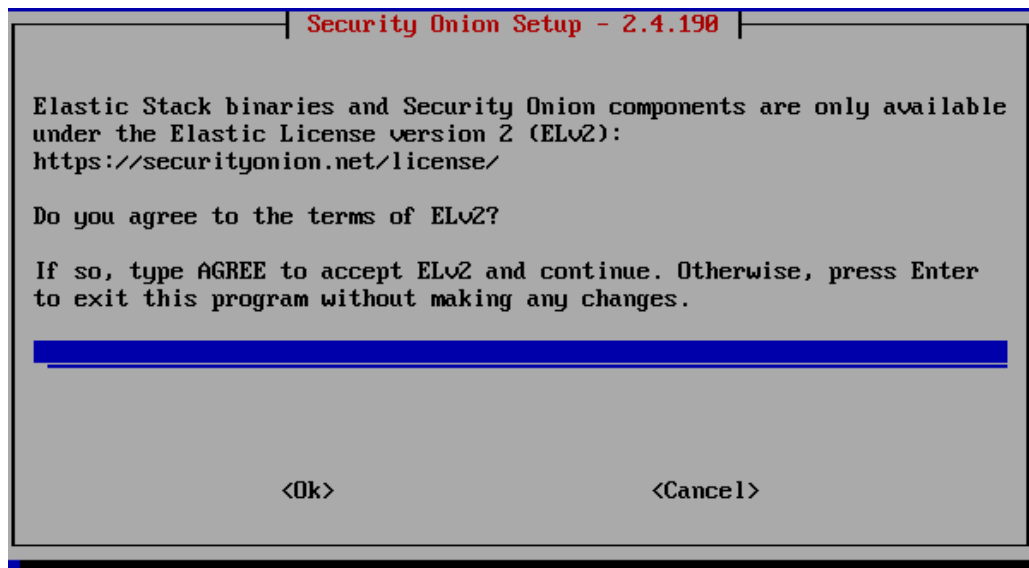 Security Onion Setup - 2.4.190
Elastic Stack binaries and Security Onion components are only available
under the Elastic License version 2 (ELv2):
https://securityonion.net/license/
Do you agree to the terms of ELv2?
If so, type AGREE to accept ELv2 and continue. Otherwise, press Enter
to exit this program without making any changes.
<Ok> <Cancel>